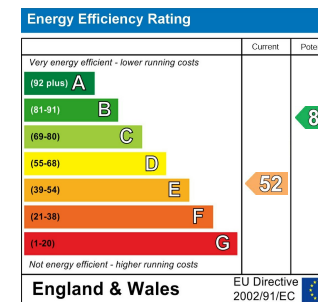 Energy Efficiency Rating
Current
Very energy efficient - lower running costs
(92 plus) A
(81-91) B
(69-80) C
(55-68) D
(39-54) E
52
(21-38) F
(1-20) G
Not energy efficient - higher running costs
England & Wales
EU Directive
2002/91/EC